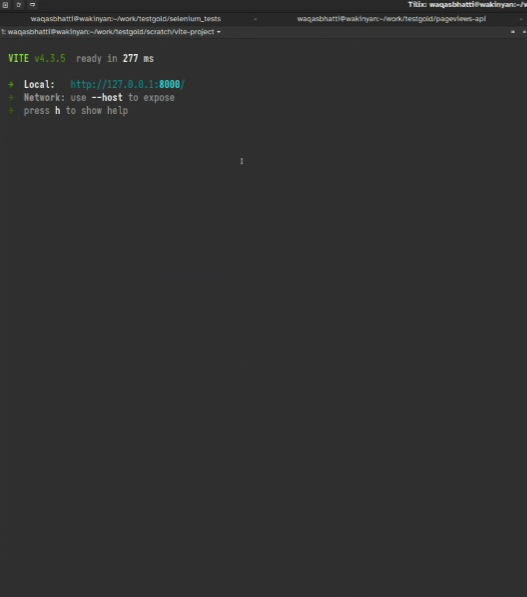 Tilix: waqasbhatti@wakinyan:~/w
waqasbhatti@wakinyan:~/work/testgold/selenium_tests
waqasbhatti@wakinyan:~/work/testgold/pageviews-api
1: waqasbhatti@wakinyan:~/work/testgold/scratch/vite-project
VITE v4.3.5 ready in 277 ms
➜ Local: http://127.0.0.1:8000/
➜ Network: use --host to expose
➜ press h to show help